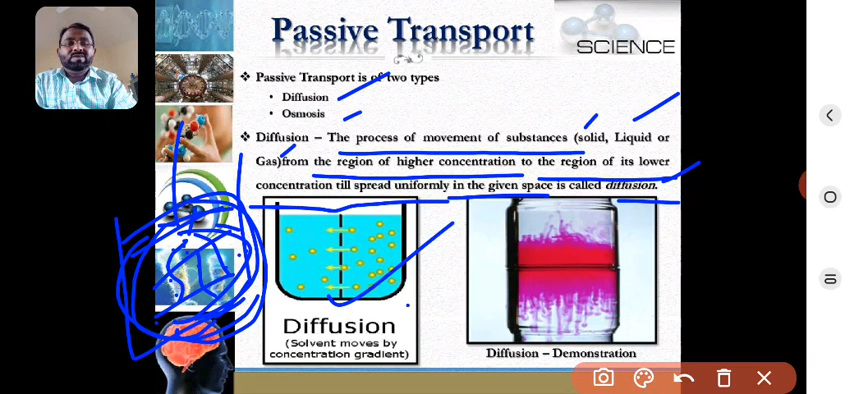 Passive Transport
SCIENCE
❖ Passive Transport is of two types
• Diffusion
• Osmosis
❖ Diffusion – The process of movement of substances (solid, Liquid or
Gas)from the region of higher concentration to the region of its lower
concentration till spread uniformly in the given space is called diffusion.
Diffusion
(Solvent moves by
concentration gradient)
Diffusion – Demonstration